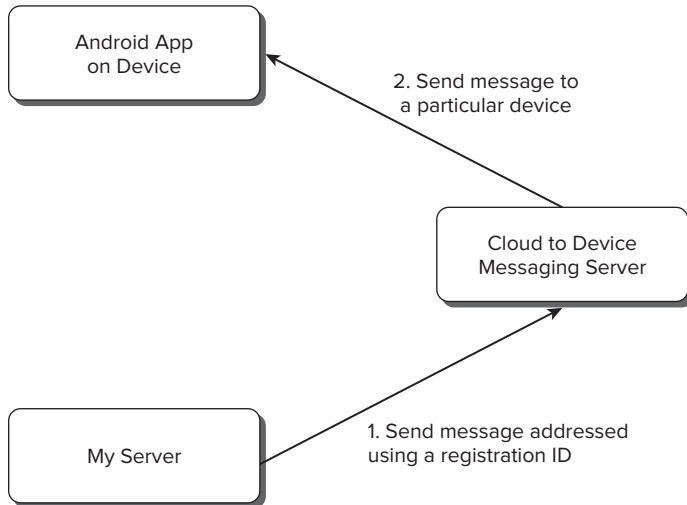 Android App
on Device
2. Send message to
a particular device
Cloud to Device
Messaging Server
My Server
1. Send message addressed
using a registration ID